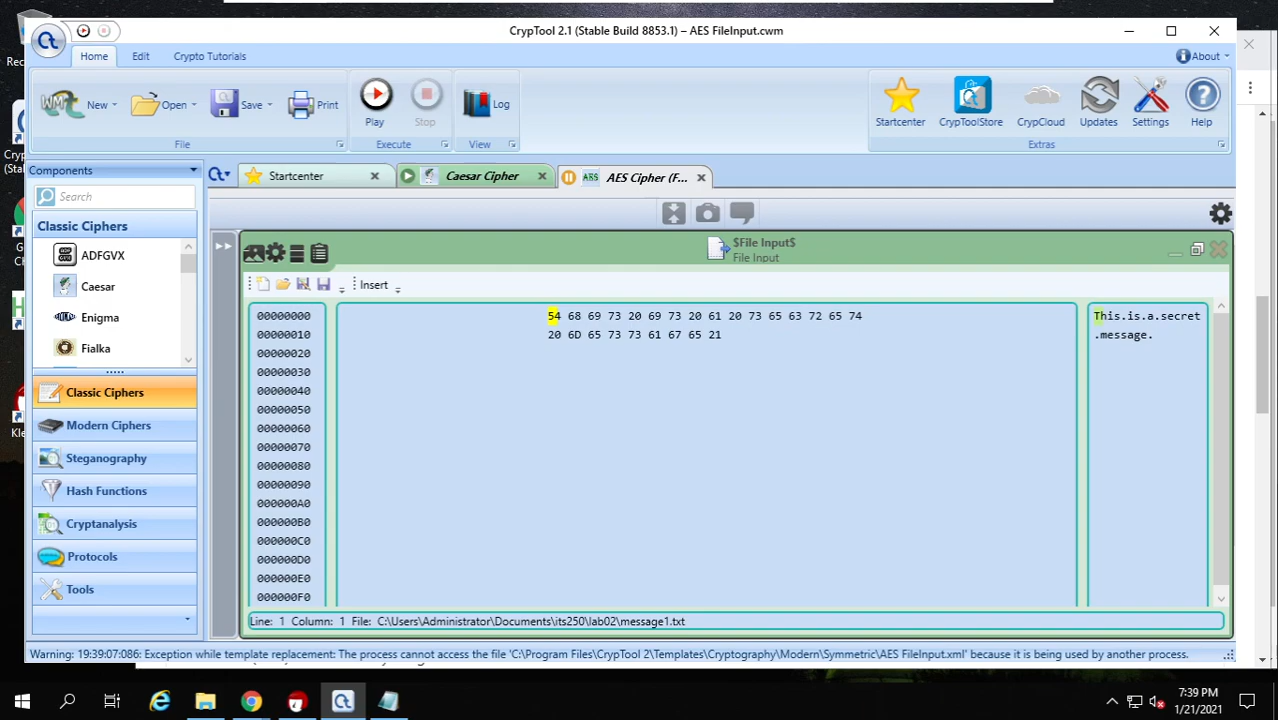 CrypTool 2.1 (Stable Build 8853.1) – AES FileInput.cwm
Home Edit Crypto Tutorials
About
New Open Save Print
Play Stop
Log
Startcenter CrypToolStore CrypCloud Updates Settings Help
File Execute View Extras
Components
Search
Classic Ciphers
ADFGVX
Caesar
Enigma
Fialka
Classic Ciphers
Modern Ciphers
Steganography
Hash Functions
Cryptanalysis
Protocols
Tools
Startcenter
Caesar Cipher
AES Cipher (F...
$File Input$
File Input
Insert
00000000 54 68 69 73 20 69 73 20 61 20 73 65 63 72 65 74 This.is.a.secret
00000010 20 6D 65 73 73 61 67 65 21 .message.
00000020
00000030
00000040
00000050
00000060
00000070
00000080
00000090
000000A0
000000B0
000000C0
000000D0
000000E0
000000F0
Line: 1 Column: 1 File: C:\Users\Administrator\Documents\its250\lab02\message1.txt
Warning: 19:39:07:086: Exception while template replacement: The process cannot access the file 'C:\Program Files\CrypTool 2\Templates\Cryptography\Modern\Symmetric\AES FileInput.xml' because it is being used by another process.
7:39 PM
1/21/2021